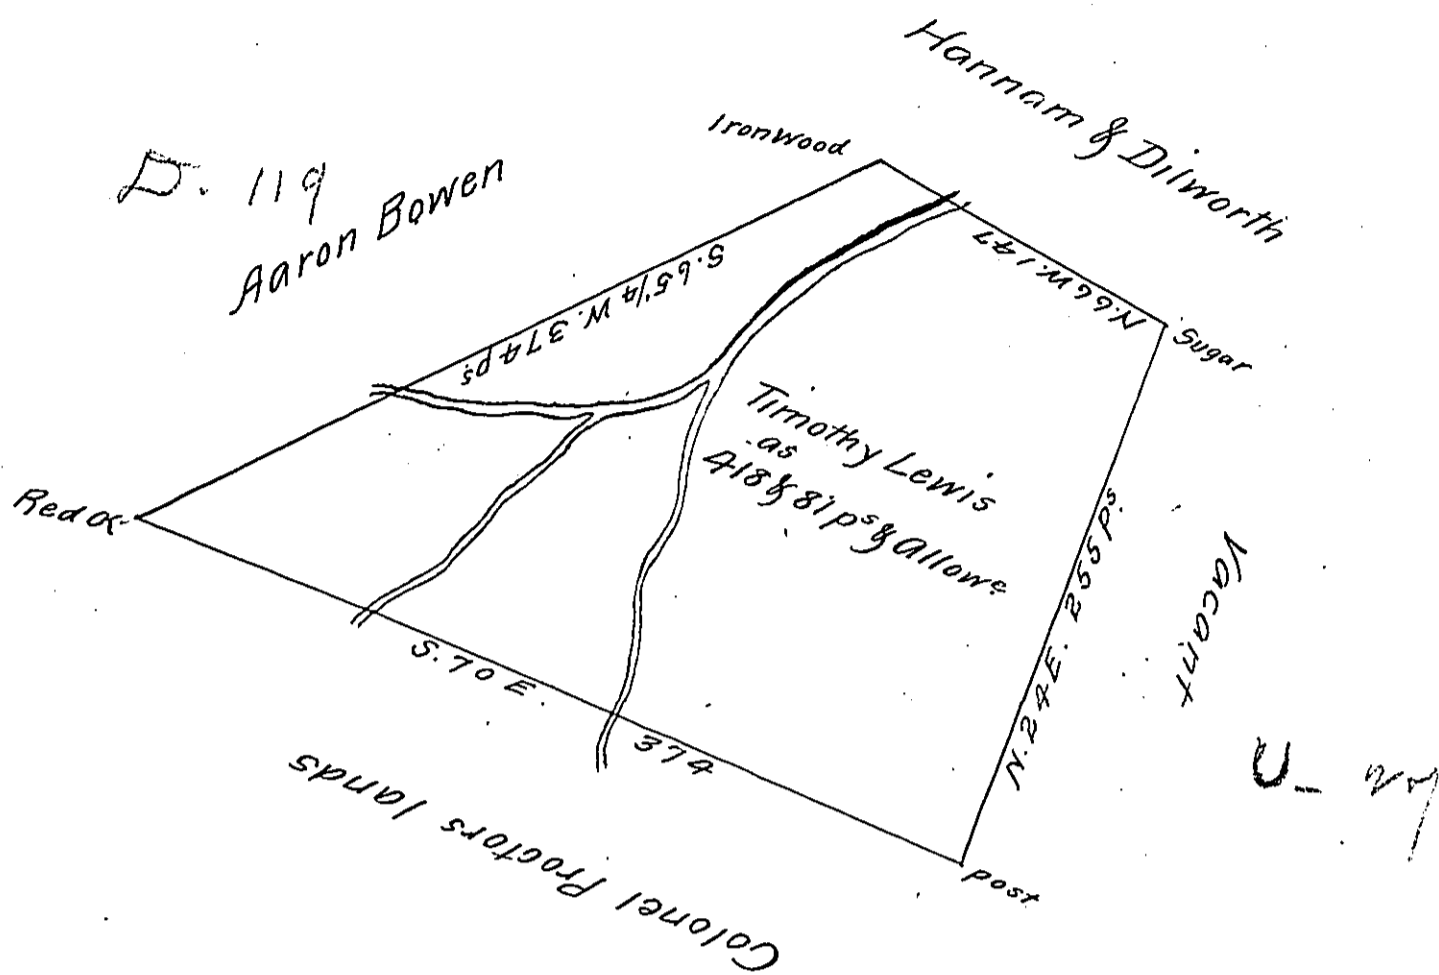 Hannam & Dilworth
D. 119
Aaron Bowen
IronWood
S. 65 1/4 W. 374 ps
N. 66 W. 147
Sugar
Timothy Lewis
as
418 & 81 ps & allowe
Red O
N. 24 E. 255 Ps.
Vacant
S. 70 E. 374
post
Colonel Proctors lands
U_